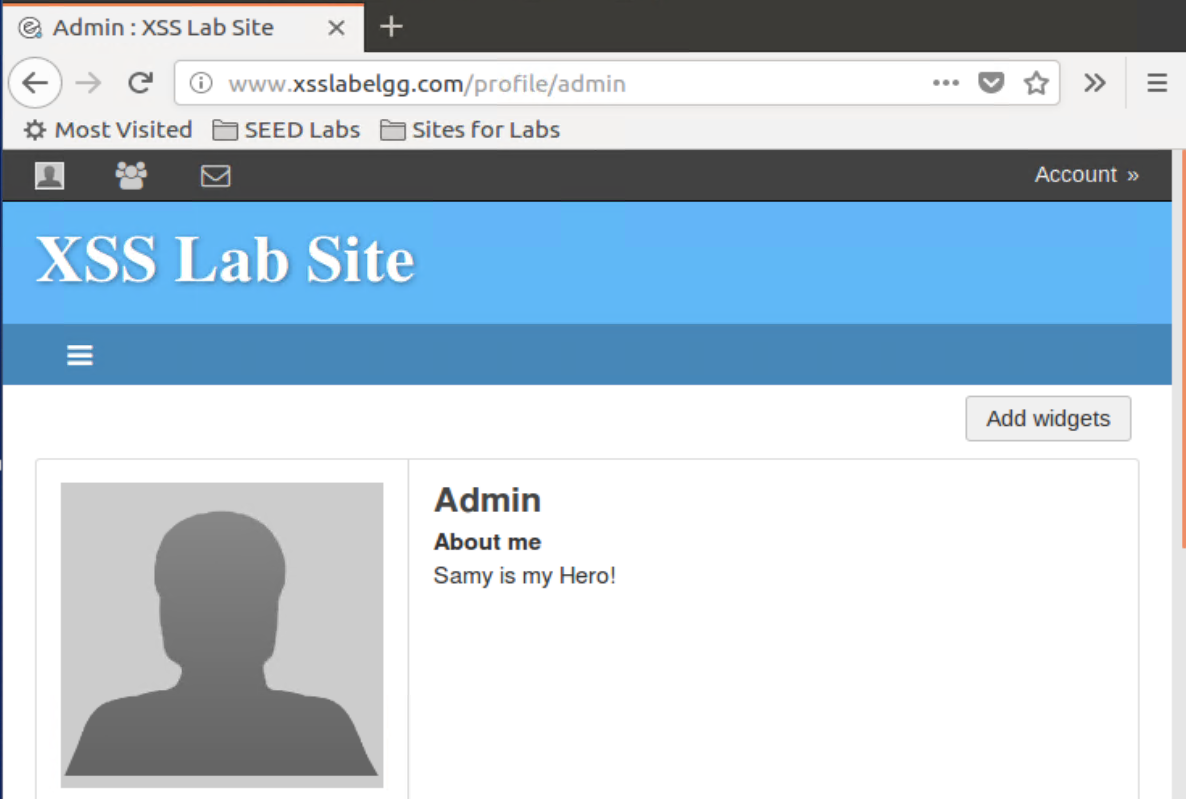 Admin : XSS Lab Site
www.xsslabelgg.com/profile/admin
Most Visited SEED Labs Sites for Labs
Account »
XSS Lab Site
Add widgets
Admin
About me
Samy is my Hero!